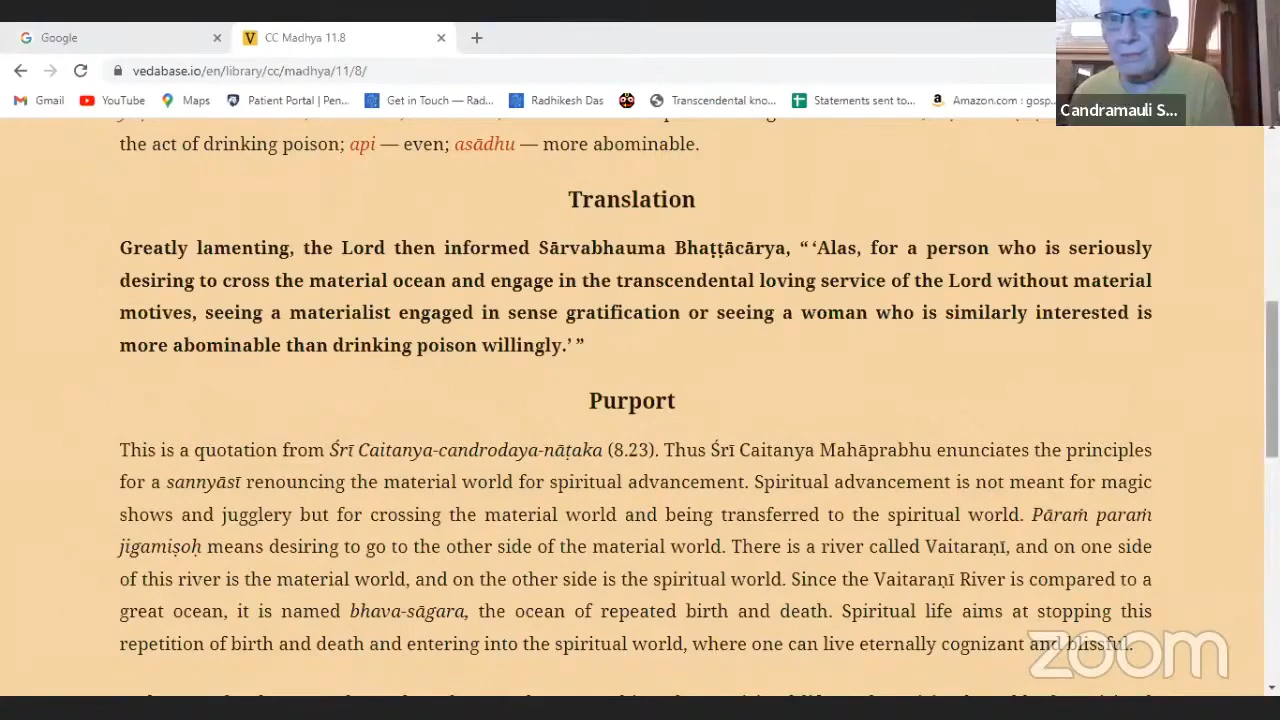 Google
CC Madhya 11.8
vedabase.io/en/library/cc/madhya/11/8/
Gmail YouTube Maps Patient Portal | Pen... Get in Touch — Rad... Radhikesh Das Transcendental kno... Statements sent to... Amazon.com : gosp...
Candramauli S...
the act of drinking poison; api — even; asādhu — more abominable.
Translation
Greatly lamenting, the Lord then informed Sārvabhauma Bhaṭṭācārya, “ ‘Alas, for a person who is seriously
desiring to cross the material ocean and engage in the transcendental loving service of the Lord without material
motives, seeing a materialist engaged in sense gratification or seeing a woman who is similarly interested is
more abominable than drinking poison willingly.’ ”
Purport
This is a quotation from Śrī Caitanya-candrodaya-nāṭaka (8.23). Thus Śrī Caitanya Mahāprabhu enunciates the principles
for a sannyāsī renouncing the material world for spiritual advancement. Spiritual advancement is not meant for magic
shows and jugglery but for crossing the material world and being transferred to the spiritual world. Pāraṁ paraṁ
jigamiṣoḥ means desiring to go to the other side of the material world. There is a river called Vaitaraṇī, and on one side
of this river is the material world, and on the other side is the spiritual world. Since the Vaitaraṇī River is compared to a
great ocean, it is named bhava-sāgara, the ocean of repeated birth and death. Spiritual life aims at stopping this
repetition of birth and death and entering into the spiritual world, where one can live eternally cognizant and blissful.
zoom